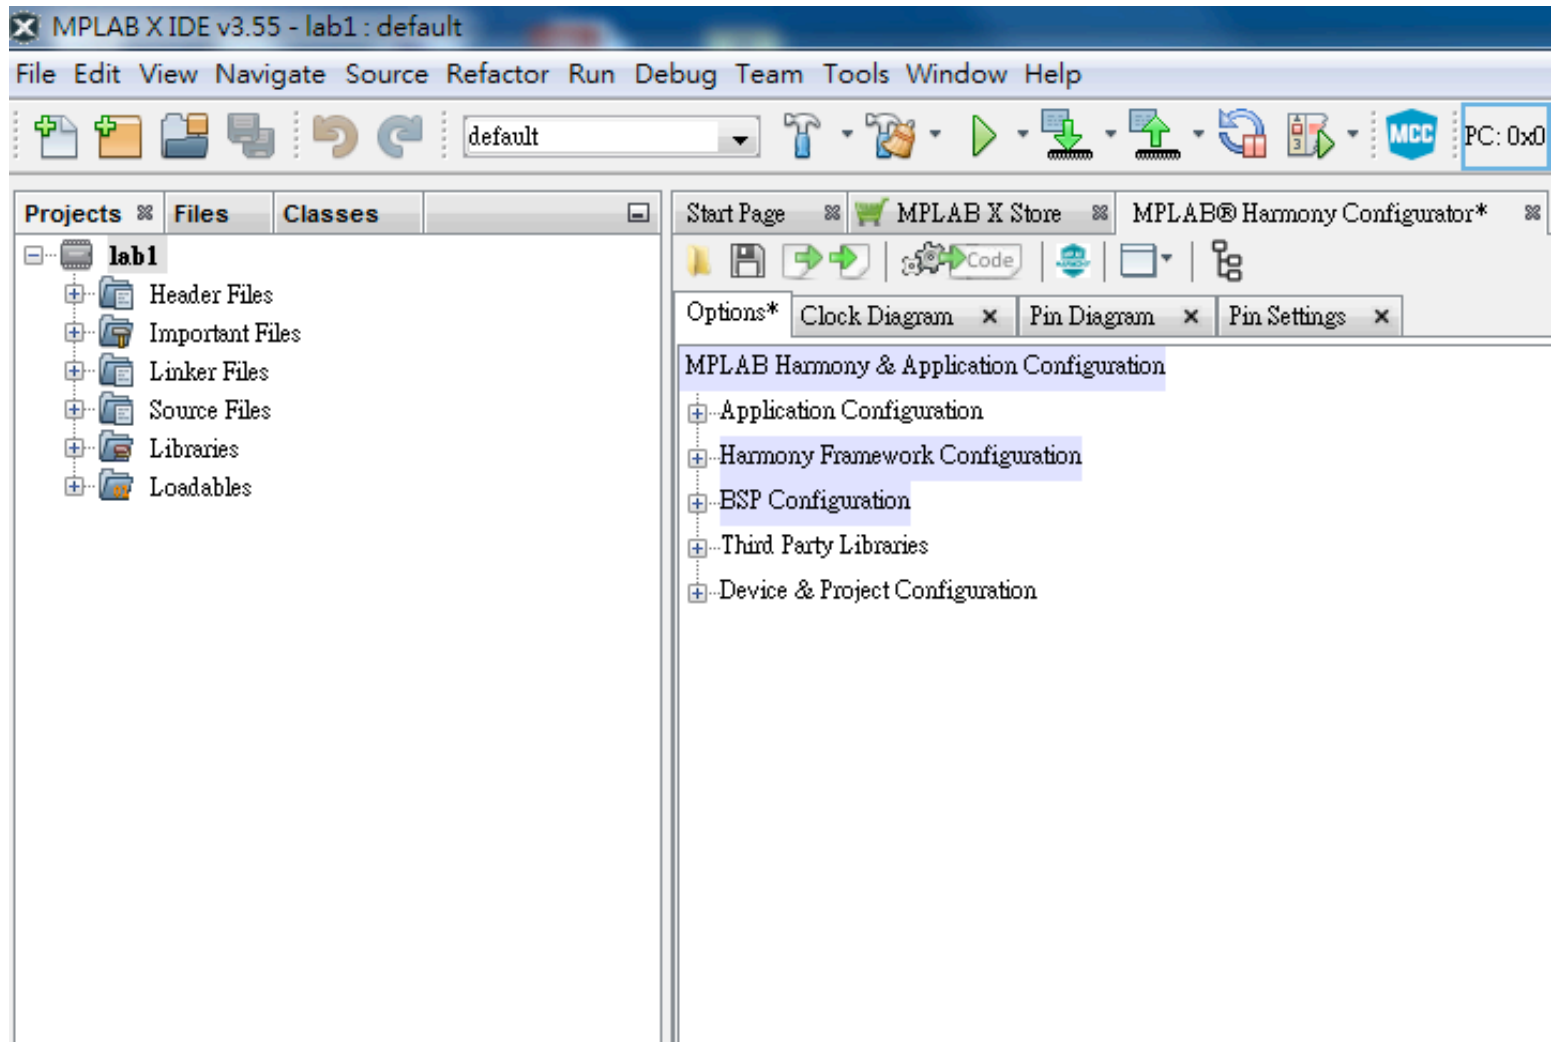 MPLAB X IDE v3.55 - lab1 : default
File Edit View Navigate Source Refactor Run Debug Team Tools Window Help
default
MCC
PC: 0x0
Projects Files Classes
Start Page MPLAB X Store MPLAB® Harmony Configurator*
lab1
Header Files
Important Files
Linker Files
Source Files
Libraries
Loadables
Code
Options* Clock Diagram Pin Diagram Pin Settings
MPLAB Harmony & Application Configuration
Application Configuration
Harmony Framework Configuration
BSP Configuration
Third Party Libraries
Device & Project Configuration